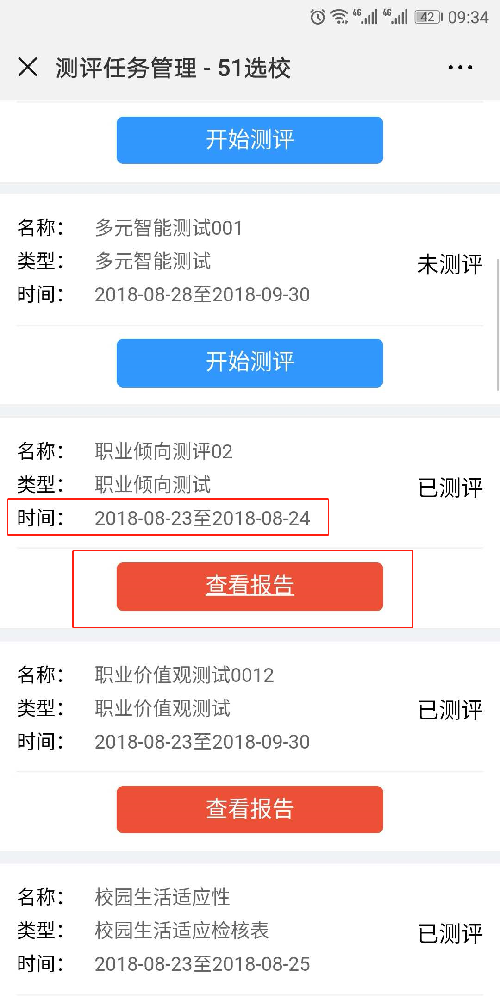 4G 4G 42 09:34
测评任务管理 - 51选校
开始测评
名称： 多元智能测试001
类型： 多元智能测试
未测评
时间： 2018-08-28至2018-09-30
开始测评
名称： 职业倾向测评02
类型： 职业倾向测试
已测评
时间： 2018-08-23至2018-08-24
查看报告
名称： 职业价值观测试0012
类型： 职业价值观测试
已测评
时间： 2018-08-23至2018-09-30
查看报告
名称： 校园生活适应性
类型： 校园生活适应检核表
已测评
时间： 2018-08-23至2018-08-25